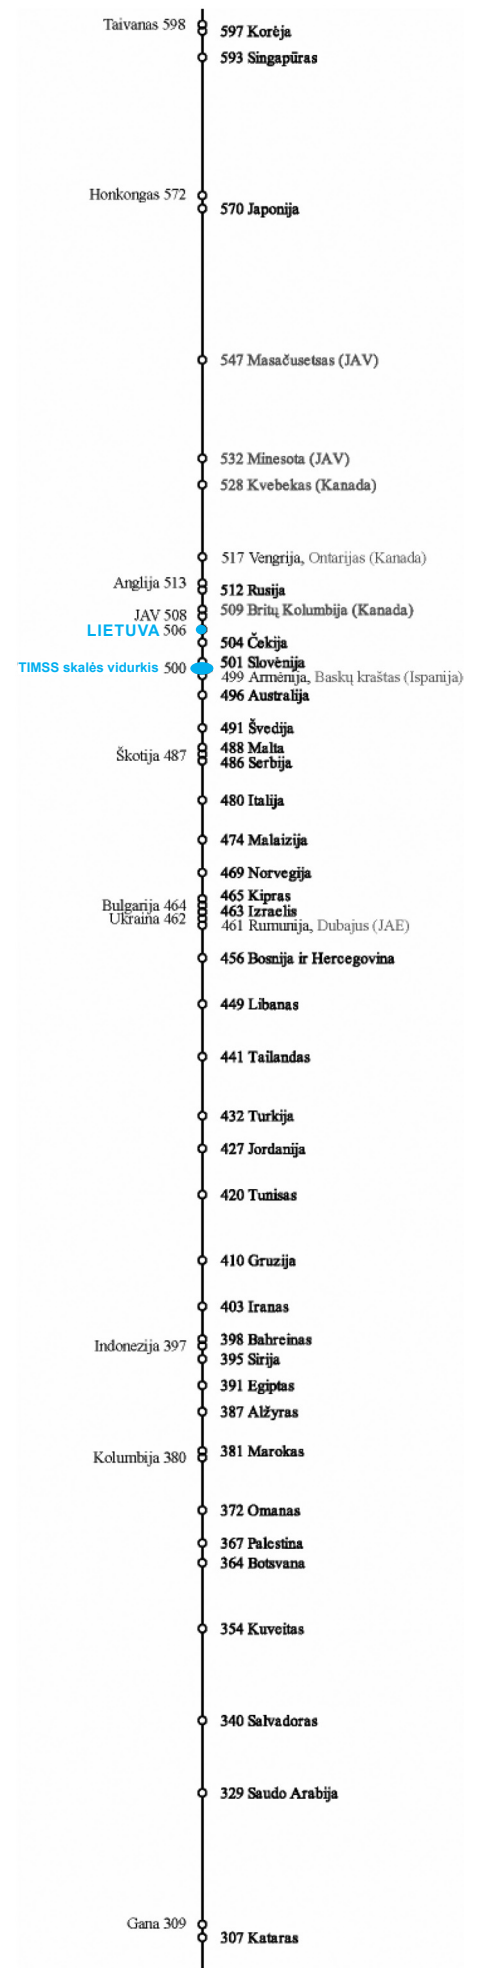 Taivanas 598
597 Korėja
593 Singapūras
Honkongas 572
570 Japonija
547 Masačusetsas (JAV)
532 Minesota (JAV)
528 Kvebekas (Kanada)
517 Vengrija, Ontarijas (Kanada)
Anglija 513
512 Rusija
509 Britų Kolumbija (Kanada)
JAV 508
LIETUVA 506
504 Čekija
501 Slovėnija
TIMSS skalės vidurkis 500
499 Armėnija, Baskų kraštas (Ispanija)
496 Australija
491 Švedija
488 Malta
Škotija 487
486 Serbija
480 Italija
474 Malaizija
469 Norvegija
465 Kipras
Bulgarija 464
463 Izraelis
Ukraina 462
461 Rumunija, Dubajus (JAE)
456 Bosnija ir Hercegovina
449 Libanas
441 Tailandas
432 Turkija
427 Jordanija
420 Tunisas
410 Gruzija
403 Iranas
398 Bahreinas
Indonezija 397
395 Sirija
391 Egiptas
387 Alžyras
381 Marokas
Kolumbija 380
372 Omanas
367 Palestina
364 Botsvana
354 Kuveitas
340 Salvadoras
329 Saudo Arabija
Gana 309
307 Kataras